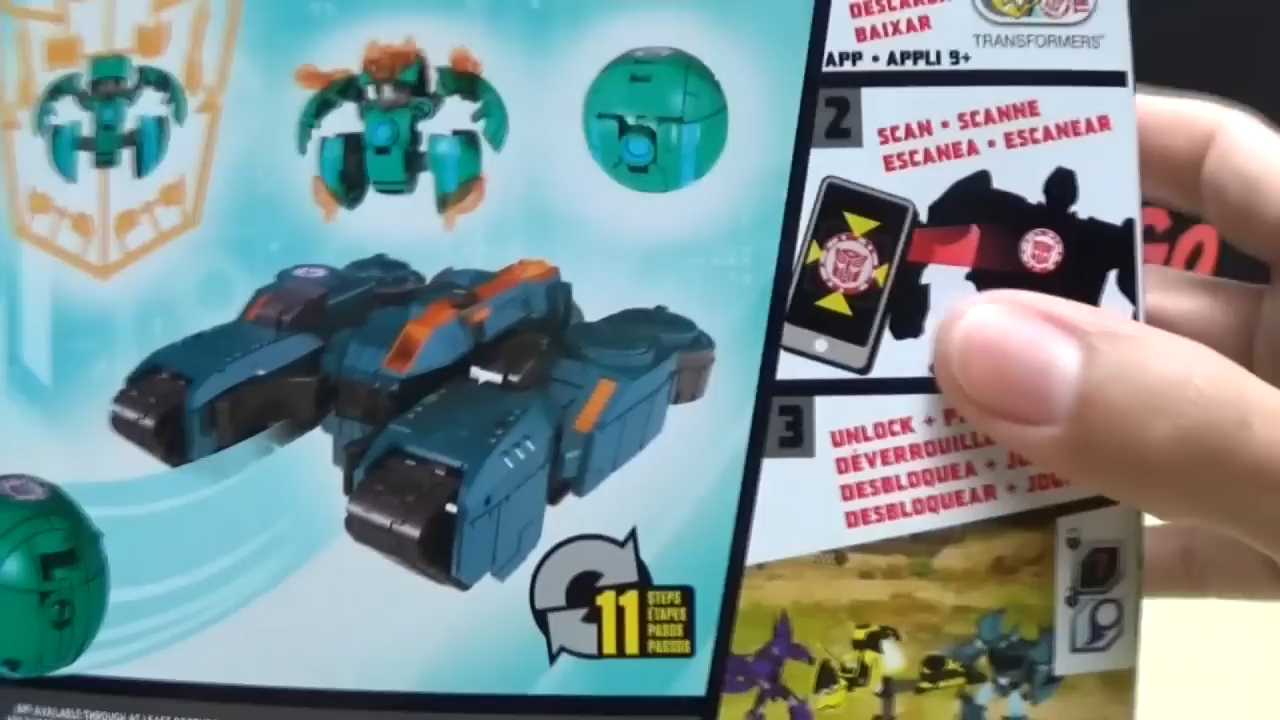 BAIXAR
TRANSFORMERS
APP • APPLI 9+
2
SCAN • SCANNE
ESCANEA • ESCANEAR
3
UNLOCK +
DÉVERROUILLE
DESBLOQUEA +
DESBLOQUEAR +
11
STEPS
ÉTAPES
PASOS
PASSOS